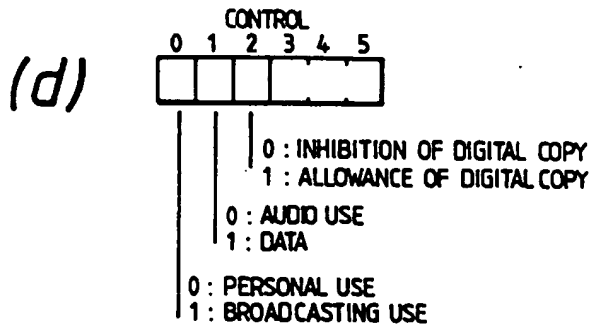 CONTROL
0 1 2 3 4 5
(d)
0 : INHIBITION OF DIGITAL COPY
1 : ALLOWANCE OF DIGITAL COPY
0 : AUDIO USE
1 : DATA
0 : PERSONAL USE
1 : BROADCASTING USE